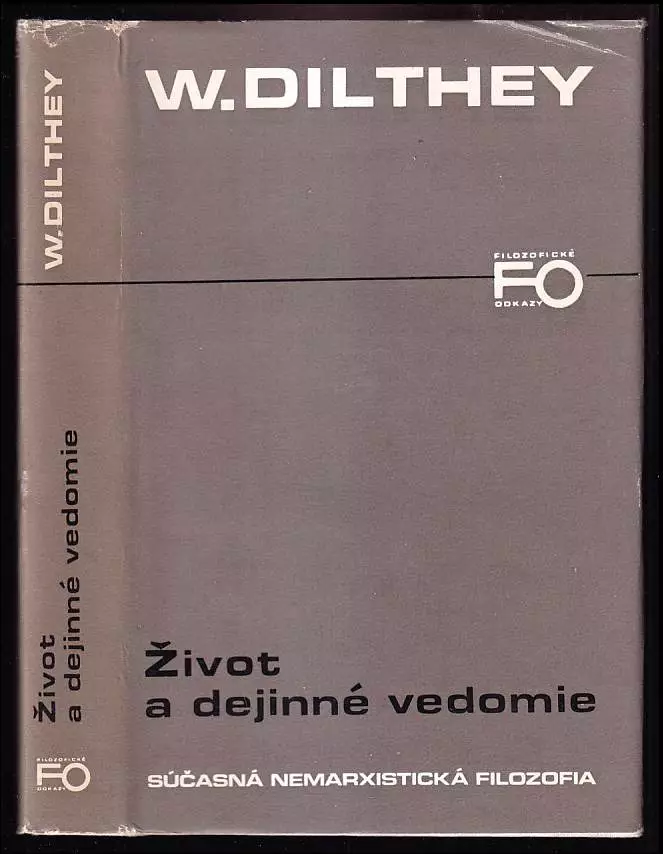 W.DILTHEY
FILOZOFICKÉ
FO
ODKAZY
Život
a dejinné vedomie
SÚČASNÁ NEMARXISTICKÁ FILOZOFIA
W.DILTHEY
Život
a dejinné vedomie
FILOZOFICKÉ
FO
ODKAZY